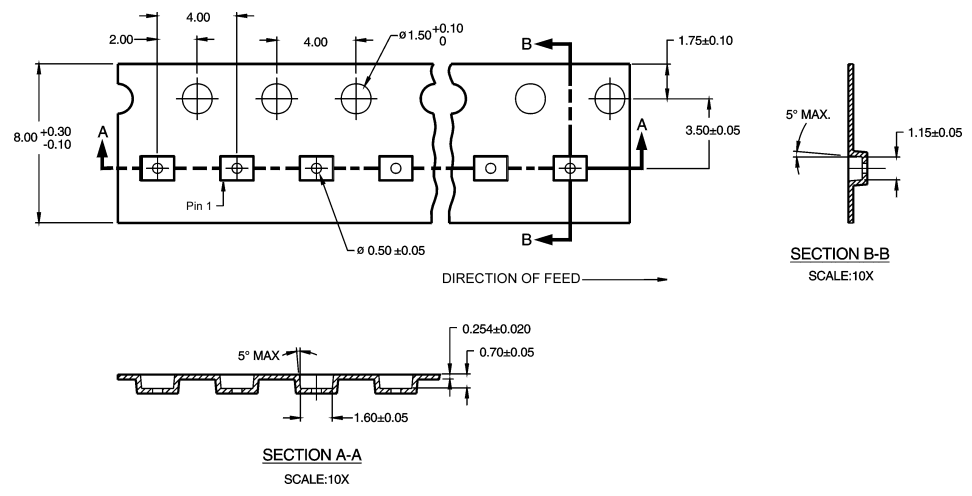 4.00
2.00
4.00
ø 1.50 +0.10
0
B
1.75±0.10
8.00 +0.30
-0.10
A
A
3.50±0.05
5° MAX.
1.15±0.05
Pin 1
B
ø 0.50 ±0.05
SECTION B-B
SCALE:10X
DIRECTION OF FEED
0.254±0.020
5° MAX
0.70±0.05
1.60±0.05
SECTION A-A
SCALE:10X